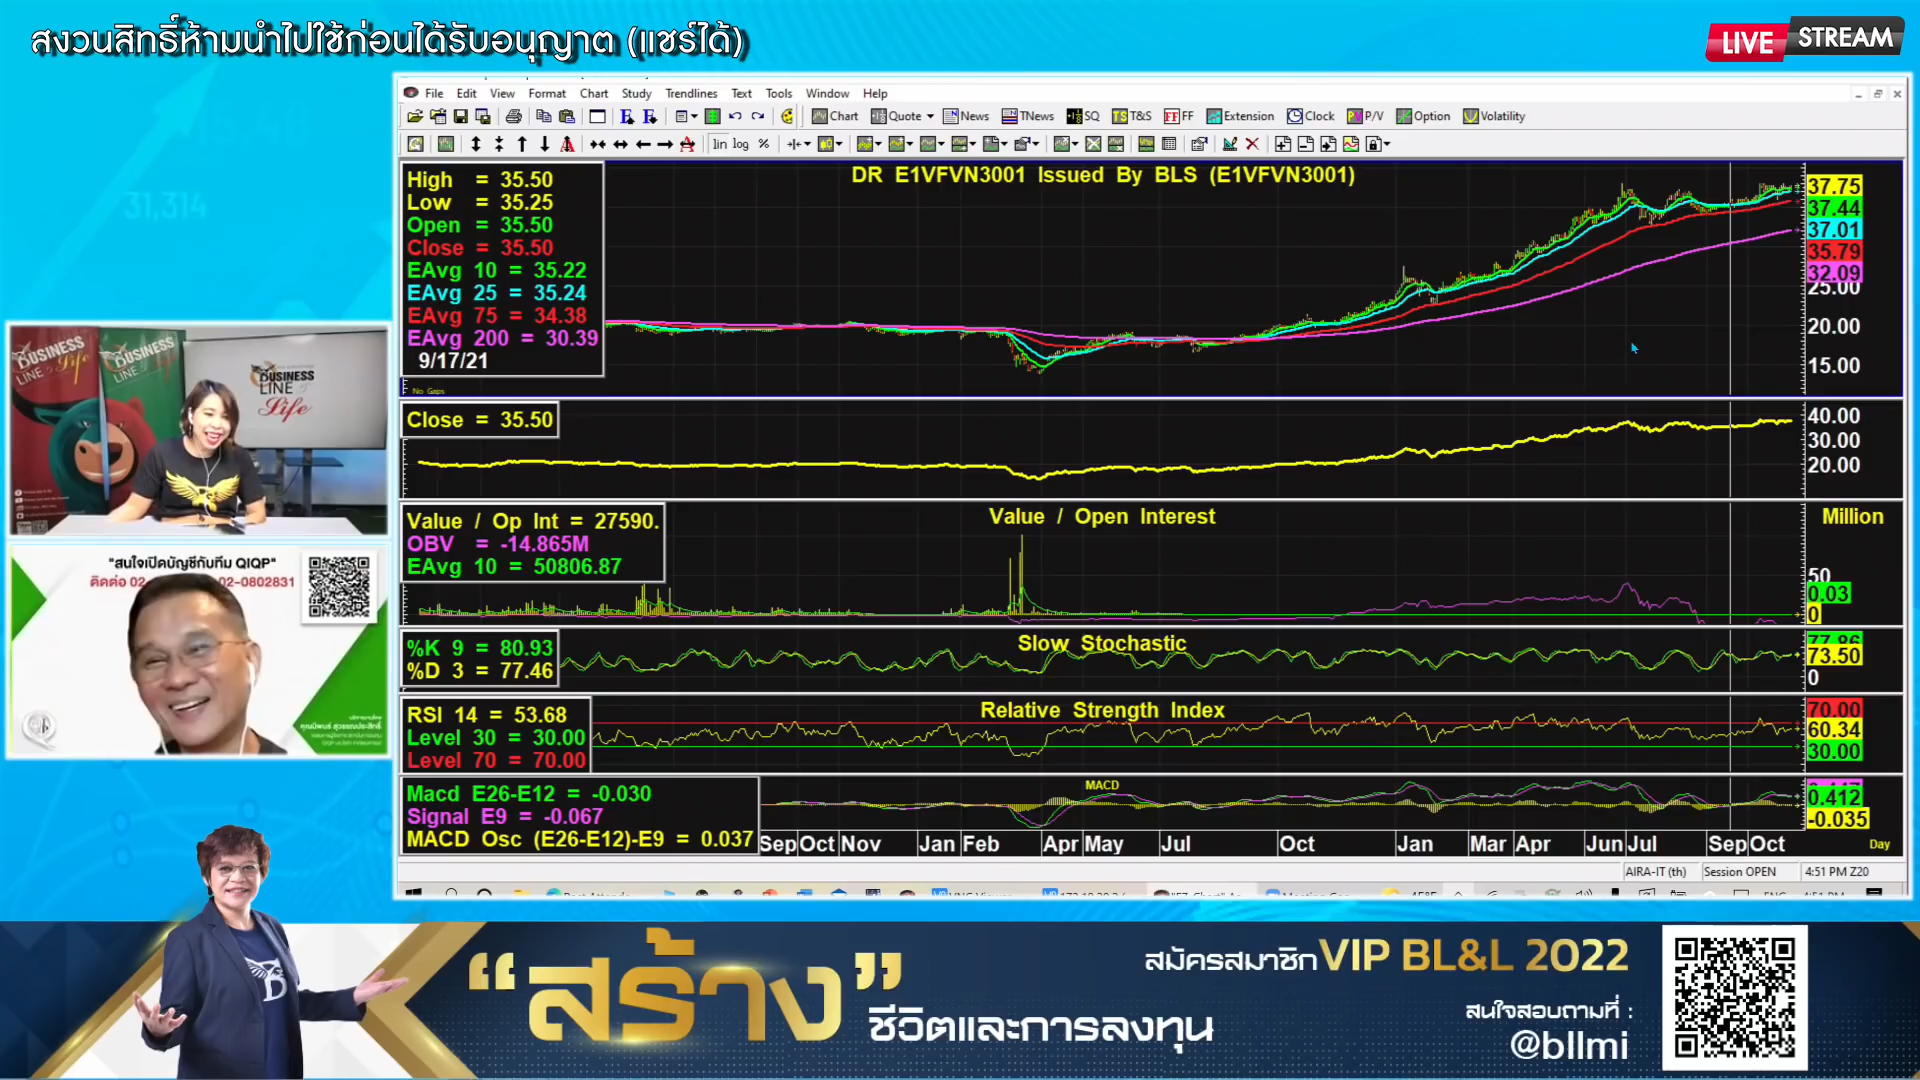 สงวนสิทธิ์ห้ามนำไปใช้ก่อนได้รับอนุญาต (แชร์ได้)
LIVE STREAM
File Edit View Format Chart Study Trendlines Text Tools Window Help
Chart Quote News TNews SQ T&S FF Extension Clock P/V Option Volatility
lin log %
DR E1VFVN3001 Issued By BLS (E1VFVN3001)
High = 35.50
Low = 35.25
Open = 35.50
Close = 35.50
EAvg 10 = 35.22
EAvg 25 = 35.24
EAvg 75 = 34.38
EAvg 200 = 30.39
9/17/21
No Gaps
37.75
37.44
37.01
35.79
32.09
25.00
20.00
15.00
Close = 35.50
40.00
30.00
20.00
Value / Op Int = 27590.
OBV = -14.865M
EAvg 10 = 50806.87
Value / Open Interest
Million
50
0.03
0
%K 9 = 80.93
%D 3 = 77.46
Slow Stochastic
77.86
73.50
0
RSI 14 = 53.68
Level 30 = 30.00
Level 70 = 70.00
Relative Strength Index
70.00
60.34
30.00
Macd E26-E12 = -0.030
Signal E9 = -0.067
MACD Osc (E26-E12)-E9 = 0.037
MACD
0.412
-0.035
Sep Oct Nov Jan Feb Apr May Jul Oct Jan Mar Apr Jun Jul Sep Oct Day
AIRA-IT (th) Session OPEN 4:51 PM Z20
31,314
BUSINESS LINE & Life
"สนใจเปิดบัญชีกับทีม QIQP"
ติดต่อ 02 02-0802831
“สร้าง”
ชีวิตและการลงทุน
สมัครสมาชิก VIP BL&L 2022
สนใจสอบถามที่ :
@bllmi